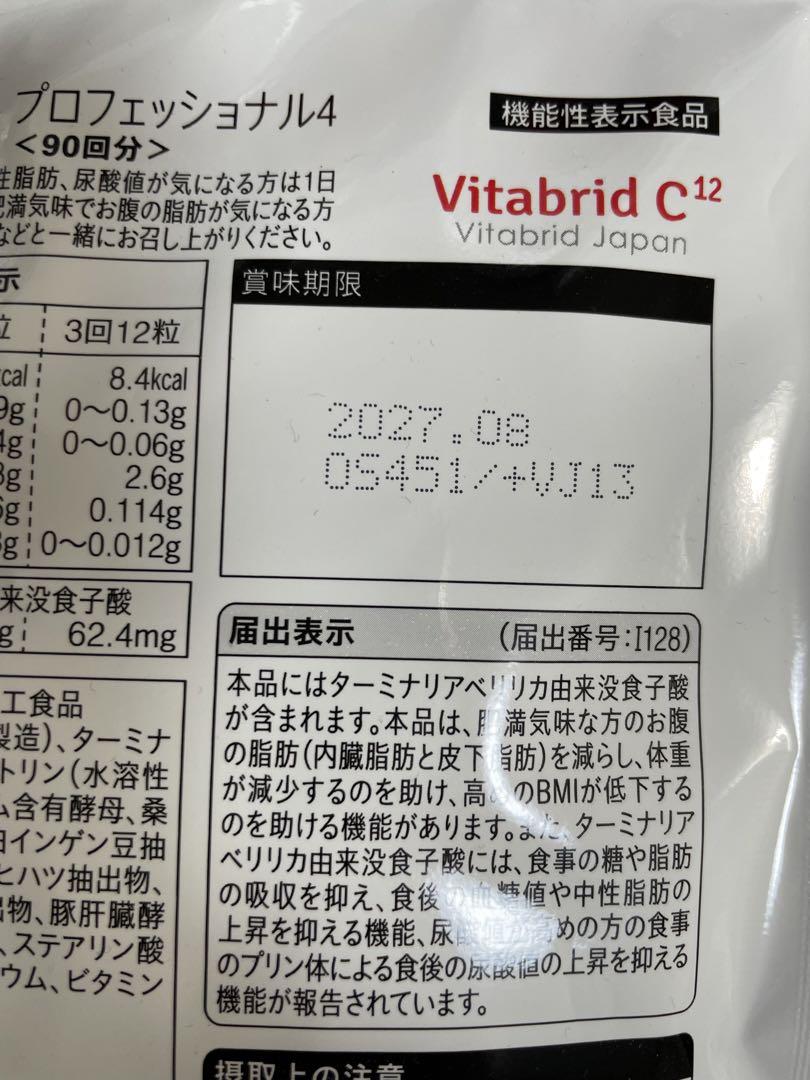 プロフェッショナル4
<90回分>
機能性表示食品
性脂肪、尿酸値が気になる方は1日
肥満気味でお腹の脂肪が気になる方
などと一緒にお召し上がりください。
Vitabrid C12
Vitabrid Japan
示
粒 3回12粒
kcal 8.4kcal
9g 0〜0.13g
4g 0〜0.06g
g 2.6g
g 0.114g
g 0〜0.012g
来没食子酸
g 62.4mg
工食品
製造)、ターミナ
トリン(水溶性
ム含有酵母、桑
白インゲン豆抽
ヒハツ抽出物、
出物、豚肝臓酵
、ステアリン酸
ウム、ビタミン
賞味期限
2027.08
OS451/+VJ13
届出表示 (届出番号:I128)
本品にはターミナリアベリリカ由来没食子酸
が含まれます。本品は、肥満気味な方のお腹
の脂肪(内臓脂肪と皮下脂肪)を減らし、体重
が減少するのを助け、高めのBMIが低下する
のを助ける機能があります。また、ターミナリア
ベリリカ由来没食子酸には、食事の糖や脂肪
の吸収を抑え、食後の血糖値や中性脂肪の
上昇を抑える機能、尿酸値が高めの方の食事
のプリン体による食後の尿酸値の上昇を抑える
機能が報告されています。
摂取上の注意